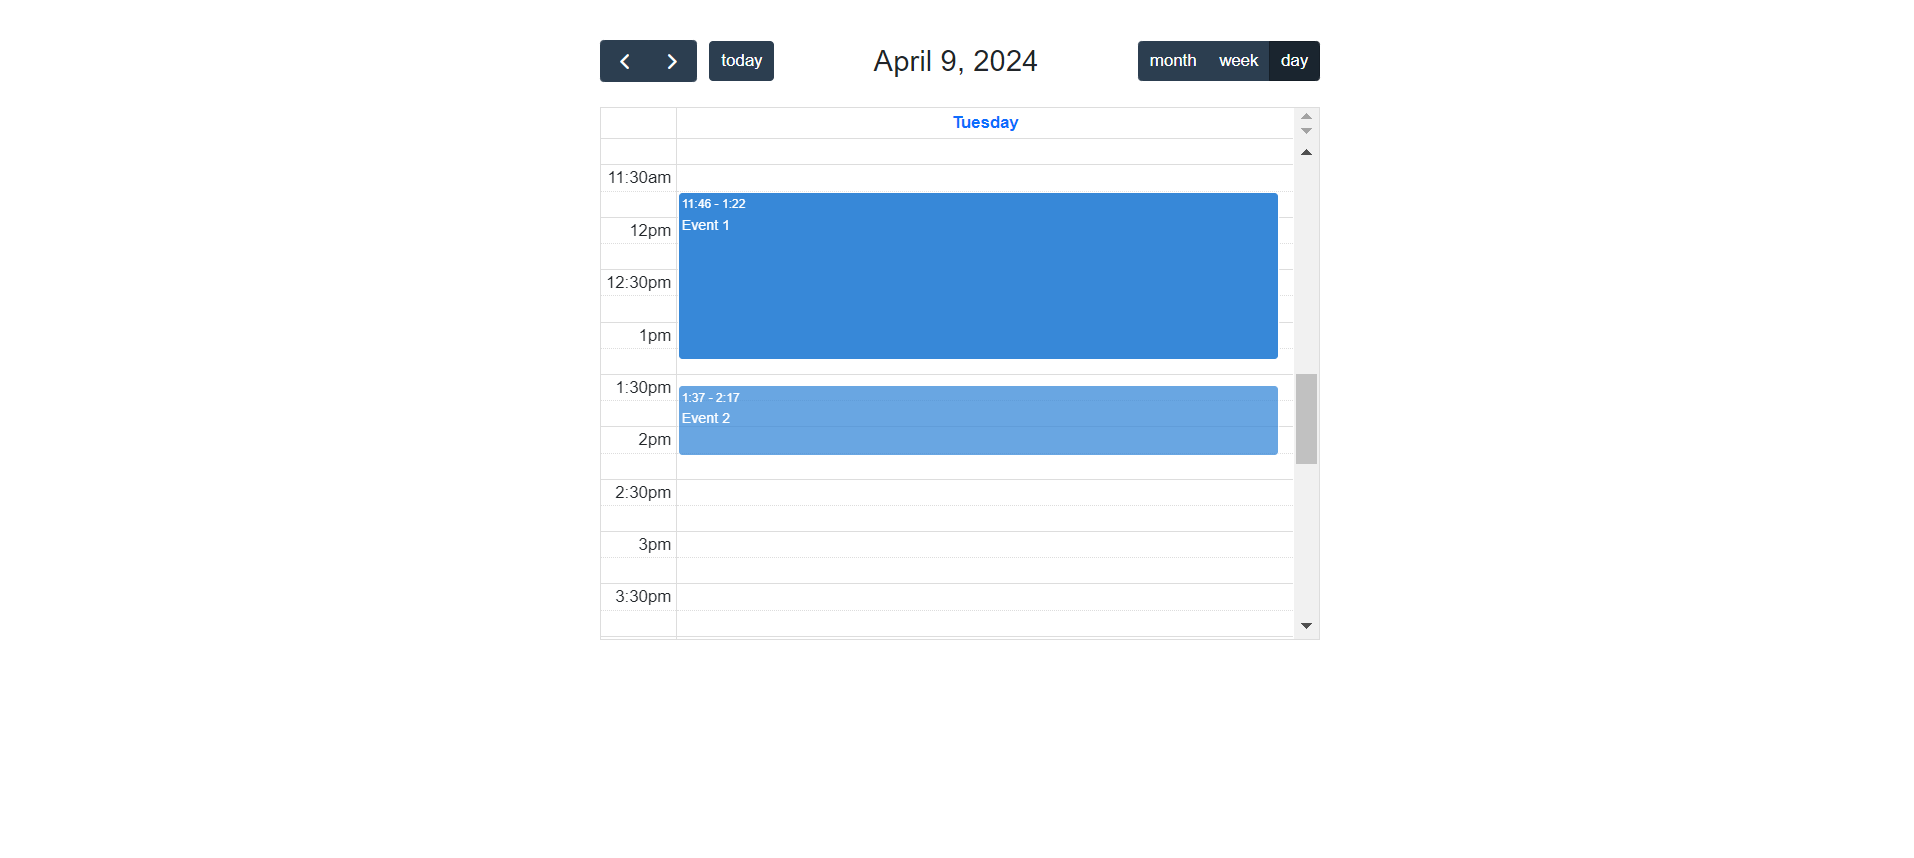 today
April 9, 2024
month week day
Tuesday
11:30am
11:46 - 1:22
Event 1
12pm
12:30pm
1pm
1:30pm
1:37 - 2:17
Event 2
2pm
2:30pm
3pm
3:30pm